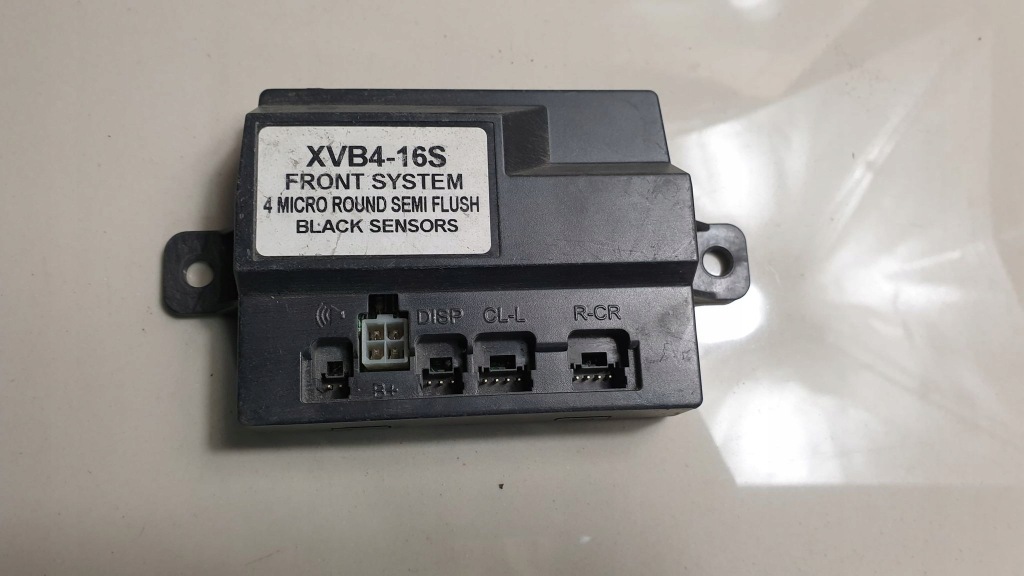 XVB4-16S
FRONT SYSTEM
4 MICRO ROUND SEMI FLUSH
BLACK SENSORS
DISP CL-L R-CR
B+